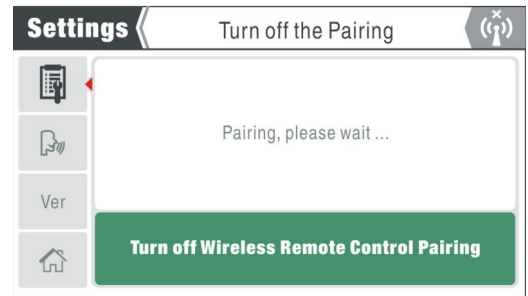 Settings
Turn off the Pairing
Pairing, please wait ...
Ver
Turn off Wireless Remote Control Pairing